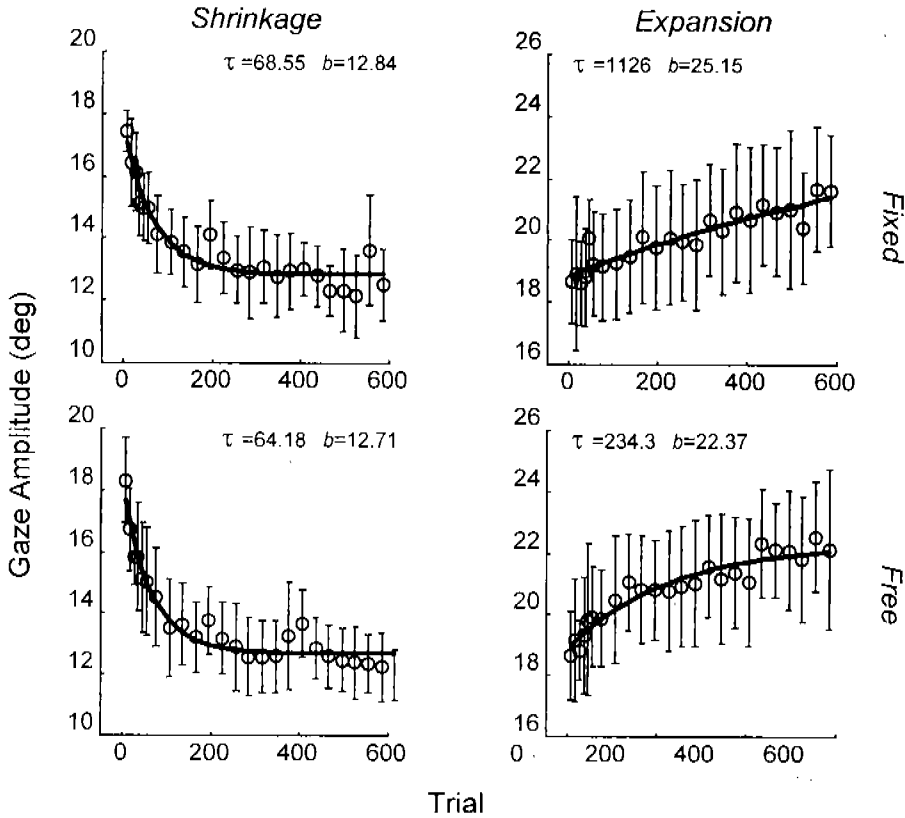 Shrinkage
Expansion
τ =68.55 b=12.84
20
18
16
14
12
10
0 200 400 600
τ =1126 b=25.15
26
24
22
20
18
16
0 200 400 600
Fixed
Gaze Amplitude (deg)
τ =64.18 b=12.71
20
18
16
14
12
10
0 200 400 600
τ =234.3 b=22.37
26
24
22
20
18
16
0 200 400 600
Free
Trial